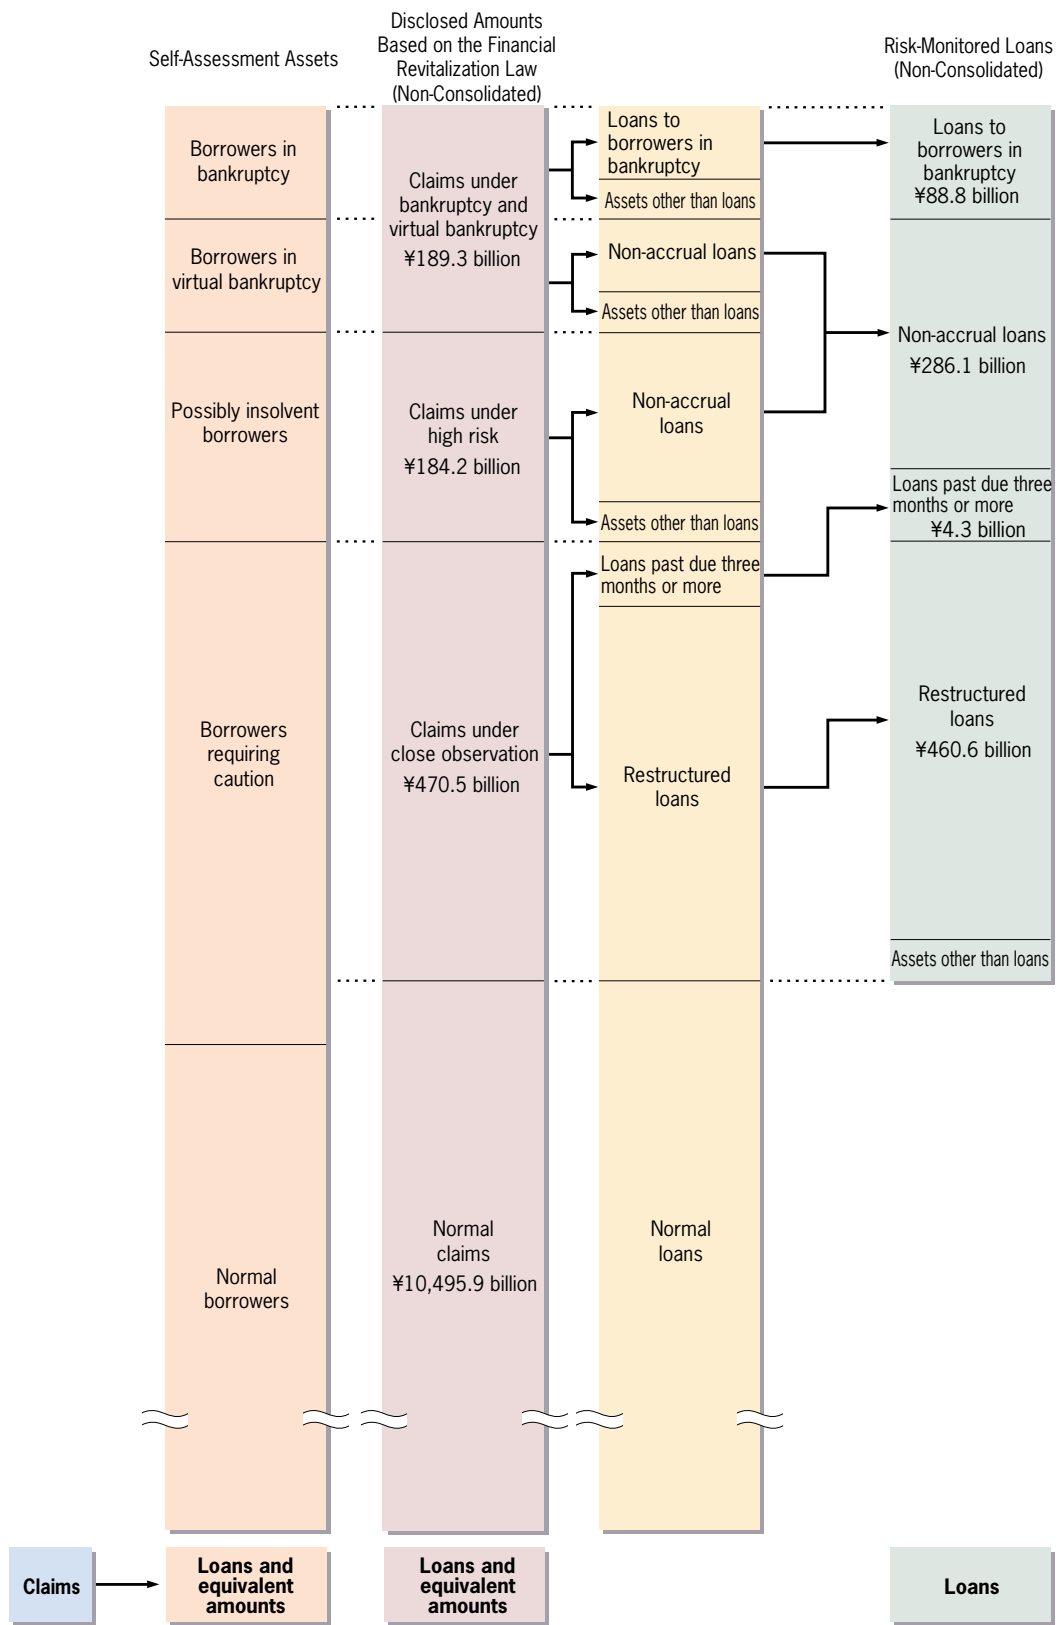 Self-Assessment Assets
Disclosed Amounts
Based on the Financial
Revitalization Law
(Non-Consolidated)
Risk-Monitored Loans
(Non-Consolidated)
Borrowers in
bankruptcy
Borrowers in
virtual bankruptcy
Possibly insolvent
borrowers
Borrowers
requiring
caution
Normal
borrowers
Claims under
bankruptcy and
virtual bankruptcy
¥189.3 billion
Claims under
high risk
¥184.2 billion
Claims under
close observation
¥470.5 billion
Normal
claims
¥10,495.9 billion
Loans to
borrowers in
bankruptcy
Assets other than loans
Non-accrual loans
Assets other than loans
Non-accrual
loans
Assets other than loans
Loans past due three
months or more
Restructured
loans
Normal
loans
Loans to
borrowers in
bankruptcy
¥88.8 billion
Non-accrual loans
¥286.1 billion
Loans past due three
months or more
¥4.3 billion
Restructured
loans
¥460.6 billion
Assets other than loans
Claims
Loans and
equivalent
amounts
Loans and
equivalent
amounts
Loans